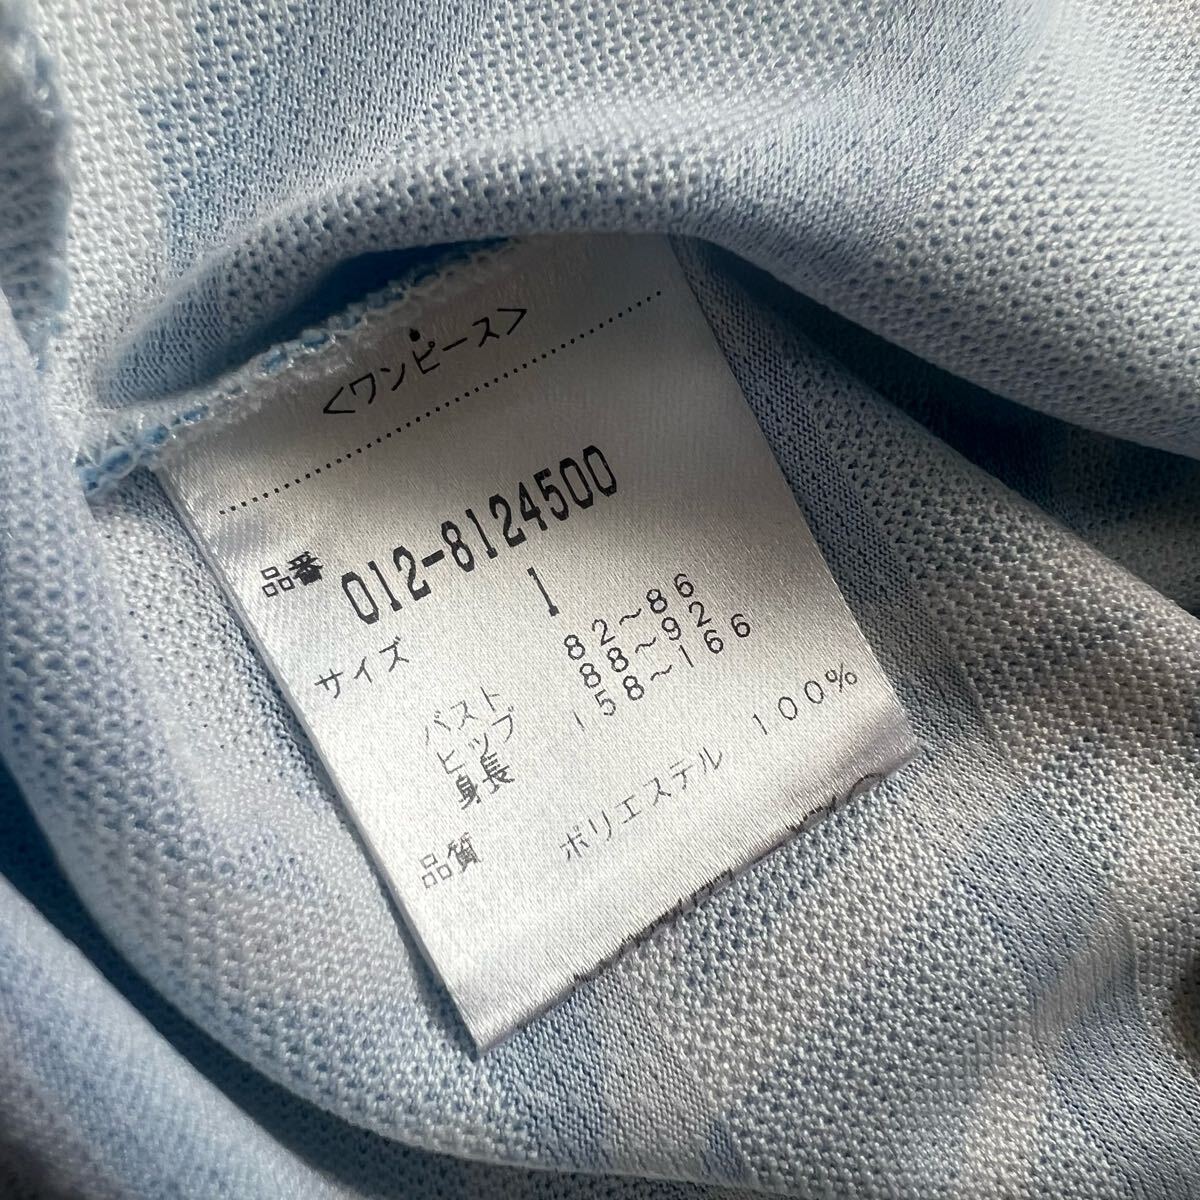 <ワンピース>
品番 012-8124500
サイズ 1
バスト 82~86
ヒップ 88~92
身長 158~166
品質 ポリエステル 100%